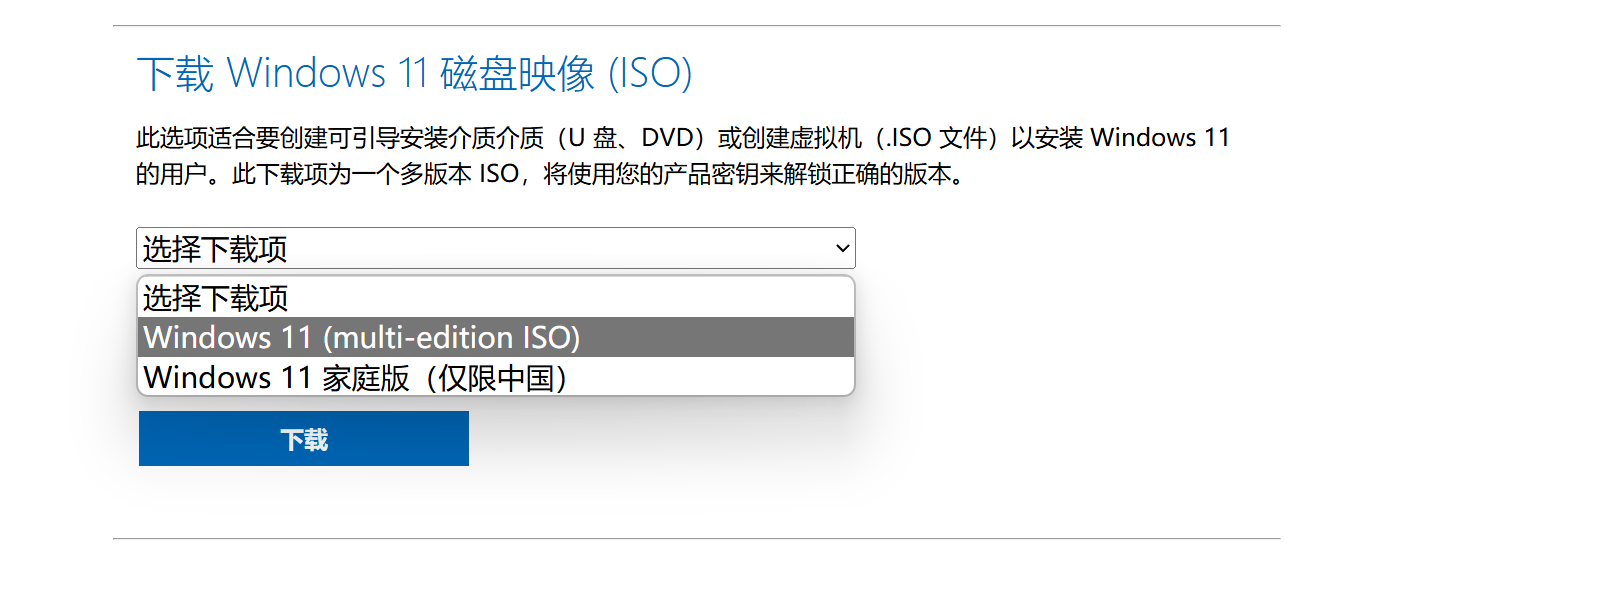 下载 Windows 11 磁盘映像 (ISO)
此选项适合要创建可引导安装介质介质（U 盘、DVD）或创建虚拟机（.ISO 文件）以安装 Windows 11
的用户。此下载项为一个多版本 ISO，将使用您的产品密钥来解锁正确的版本。
选择下载项
选择下载项
Windows 11 (multi-edition ISO)
Windows 11 家庭版（仅限中国）
下载